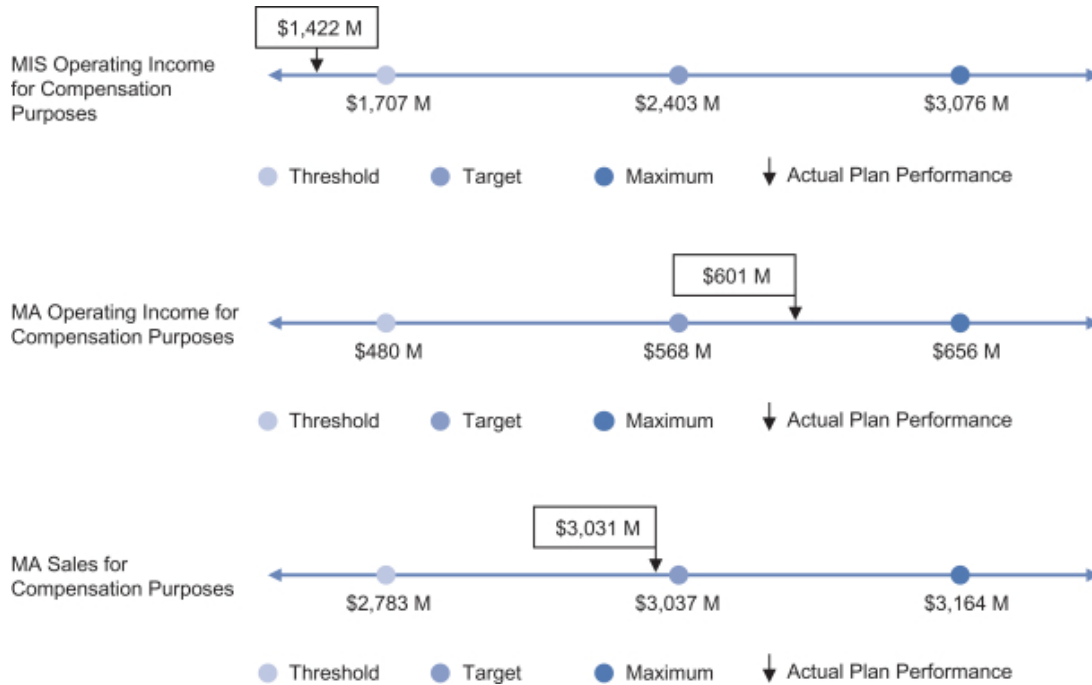 $1,422 M
MIS Operating Income
for Compensation
Purposes
$1,707 M
$2,403 M
$3,076 M
Threshold
Target
Maximum
Actual Plan Performance
$601 M
MA Operating Income for
Compensation Purposes
$480 M
$568 M
$656 M
Threshold
Target
Maximum
Actual Plan Performance
$3,031 M
MA Sales for
Compensation Purposes
$2,783 M
$3,037 M
$3,164 M
Threshold
Target
Maximum
Actual Plan Performance